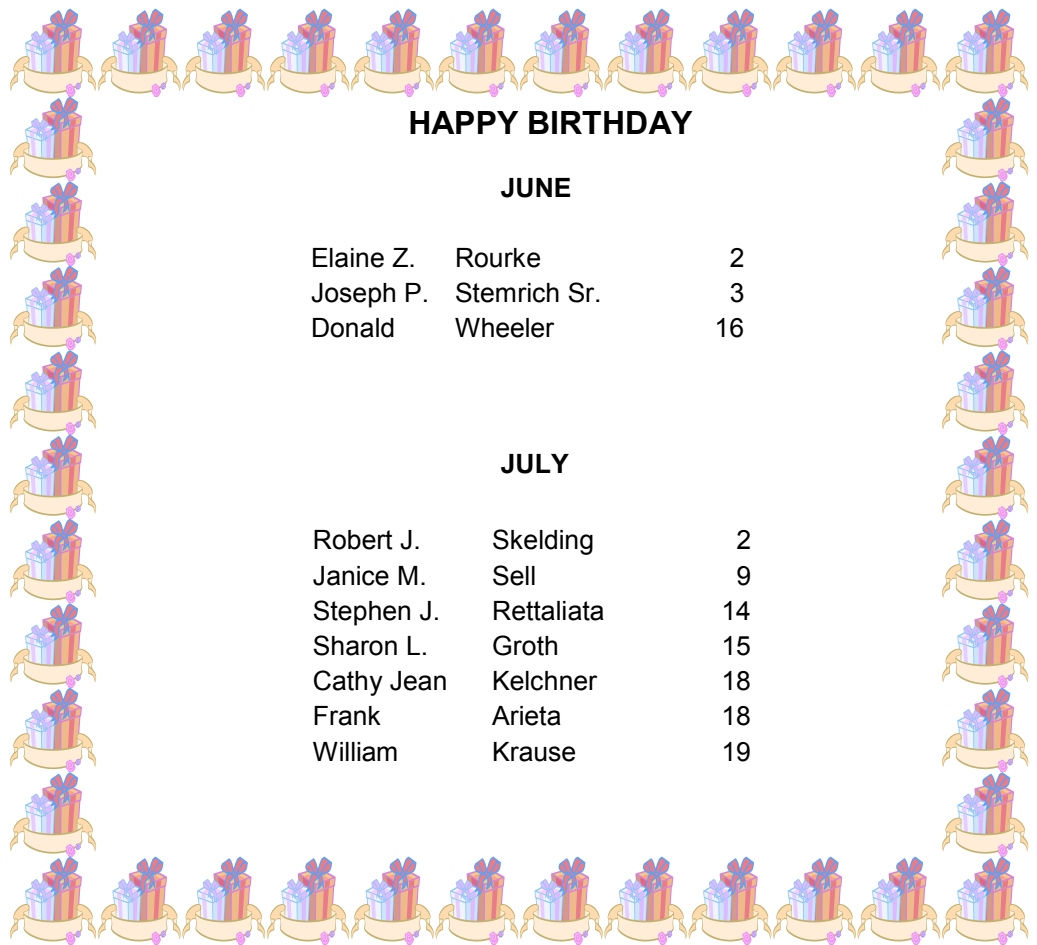 HAPPY BIRTHDAY
JUNE
Elaine Z. Rourke 2
Joseph P. Stemrich Sr. 3
Donald Wheeler 16
JULY
Robert J. Skelding 2
Janice M. Sell 9
Stephen J. Rettaliata 14
Sharon L. Groth 15
Cathy Jean Kelchner 18
Frank Arieta 18
William Krause 19